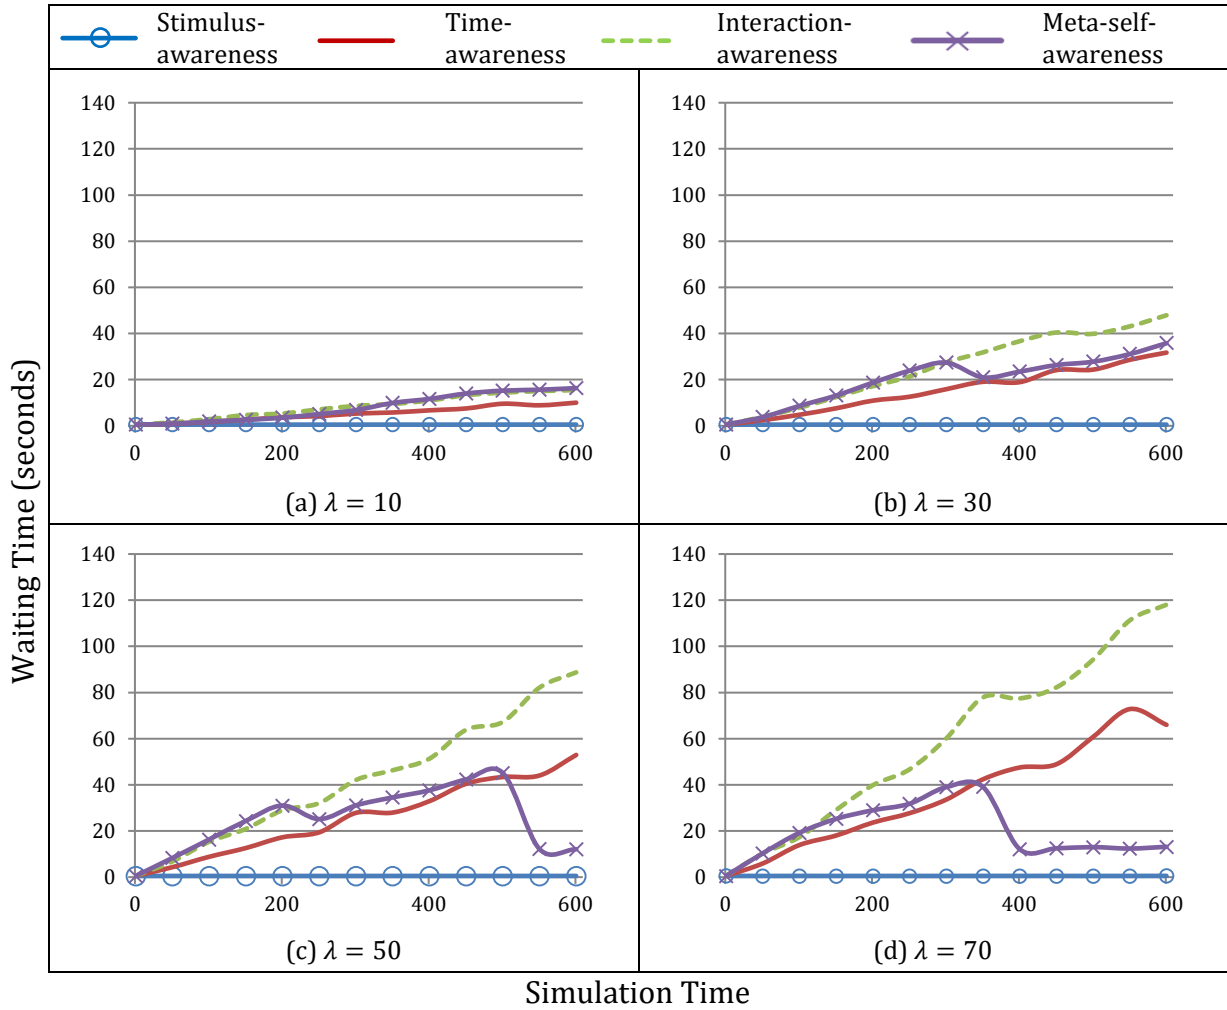 Stimulus-
awareness
Time-
awareness
Interaction-
awareness
Meta-self-
awareness
Waiting Time (seconds)
140
120
100
80
60
40
20
0
0 200 400 600
(a) λ = 10
140
120
100
80
60
40
20
0
0 200 400 600
(b) λ = 30
140
120
100
80
60
40
20
0
0 200 400 600
(c) λ = 50
140
120
100
80
60
40
20
0
0 200 400 600
(d) λ = 70
Simulation Time